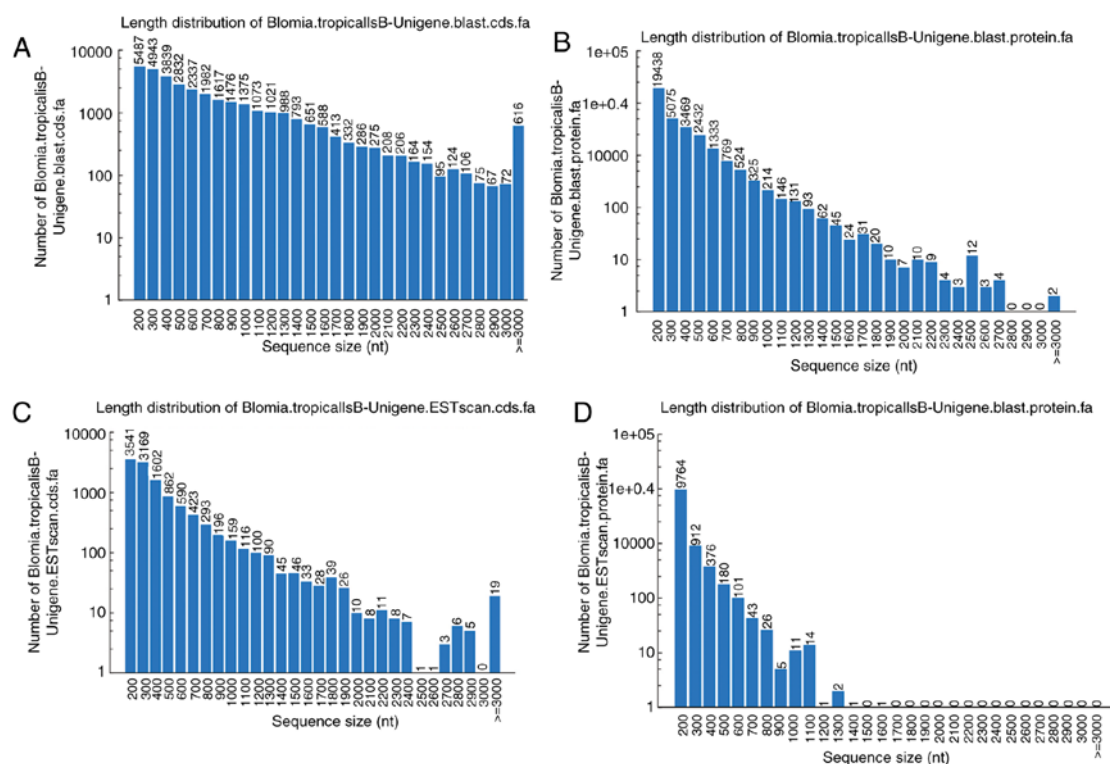 A
Length distribution of Blomia.tropicallsB-Unigene.blast.cds.fa
Number of Blomia.tropicalisB-
Unigene.blast.cds.fa
10000
1000
100
10
1
5487 4943 3839 2832 2337 1982 1617 1476 1375 1073 1021 988 793 651 588 413 332 286 275 208 206 164 154 95 124 106 75 67 72 616
200 300 400 500 600 700 800 900 1000 1100 1200 1300 1400 1500 1600 1700 1800 1900 2000 2100 2200 2300 2400 2500 2600 2700 2800 2900 3000 >=3000
Sequence size (nt)
B
Length distribution of Blomia.tropicallsB-Unigene.blast.protein.fa
Number of Blomia.tropicalisB-
Unigene.blast.protein.fa
1e+05
1e+0.4
10000
100
10
1
19438 5075 3469 2432 1333 769 524 325 214 146 131 93 62 45 24 31 20 10 7 10 9 4 3 12 3 4 0 0 0 2
200 300 400 500 600 700 800 900 1000 1100 1200 1300 1400 1500 1600 1700 1800 1900 2000 2100 2200 2300 2400 2500 2600 2700 2800 2900 3000 >=3000
Sequence size (nt)
C
Length distribution of Blomia.tropicallsB-Unigene.ESTscan.cds.fa
Number of Blomia.tropicalisB-
Unigene.ESTscan.cds.fa
10000
1000
100
10
1
3541 3169 1602 862 590 423 293 196 159 116 100 90 45 46 33 28 39 26 10 8 11 8 7 1 1 3 6 5 0 19
200 300 400 500 600 700 800 900 1000 1100 1200 1300 1400 1500 1600 1700 1800 1900 2000 2100 2200 2300 2400 2500 2600 2700 2800 2900 3000 >=3000
Sequence size (nt)
D
Length distribution of Blomia.tropicallsB-Unigene.blast.protein.fa
Number of Blomia.tropicalisB-
Unigene.ESTscan.protein.fa
1e+05
1e+0.4
10000
100
10
1
9764 912 376 180 101 43 26 5 11 14 1 2 1 0 1 0 0 0 0 0 0 0 0 0 0 0 0 0 0 0
200 300 400 500 600 700 800 900 1000 1100 1200 1300 1400 1500 1600 1700 1800 1900 2000 2100 2200 2300 2400 2500 2600 2700 2800 2900 3000 >=3000
Sequence size (nt)